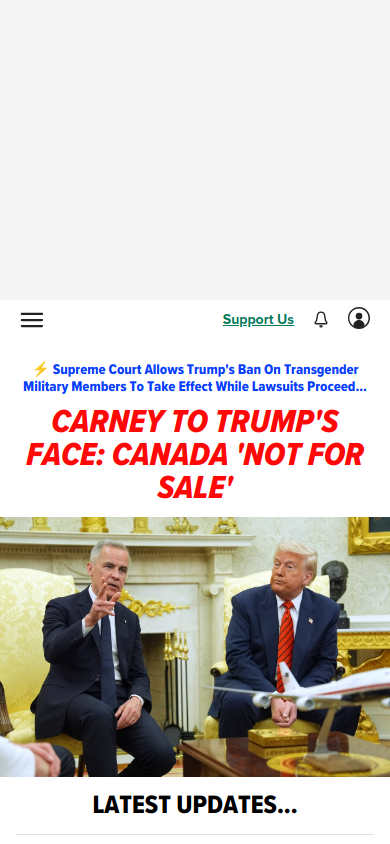 Support Us
⚡ Supreme Court Allows Trump's Ban On Transgender
Military Members To Take Effect While Lawsuits Proceed...
CARNEY TO TRUMP'S
FACE: CANADA 'NOT FOR
SALE'
LATEST UPDATES...